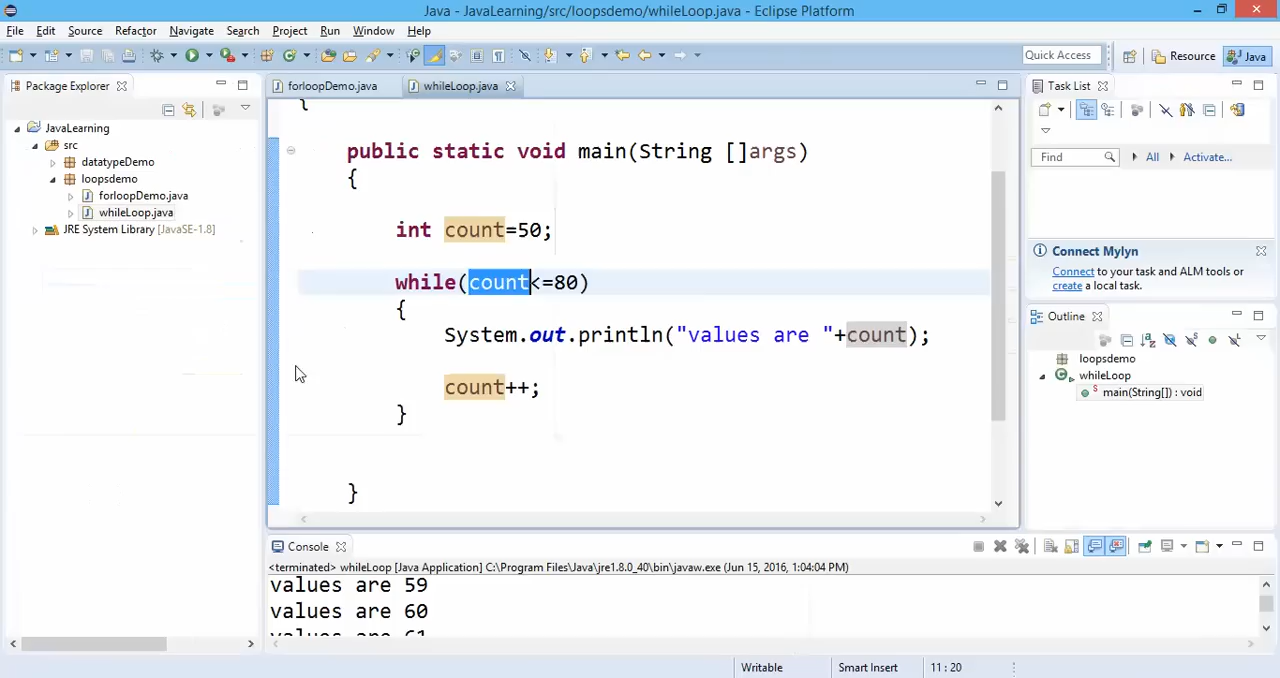 Java - JavaLearning/src/loopsdemo/whileLoop.java - Eclipse Platform
File Edit Source Refactor Navigate Search Project Run Window Help
Quick Access Resource Java
Package Explorer
JavaLearning
src
datatypeDemo
loopsdemo
forloopDemo.java
whileLoop.java
JRE System Library [JavaSE-1.8]
forloopDemo.java whileLoop.java
{
public static void main(String []args)
{
int count=50;
while(count<=80)
{
System.out.println("values are "+count);
count++;
}
}
Task List
Find All Activate...
Connect Mylyn
Connect to your task and ALM tools or
create a local task.
Outline
loopsdemo
whileLoop
main(String[]) : void
Console
<terminated> whileLoop [Java Application] C:\Program Files\Java\jre1.8.0_40\bin\javaw.exe (Jun 15, 2016, 1:04:04 PM)
values are 59
values are 60
values are 61
Writable Smart Insert 11 : 20